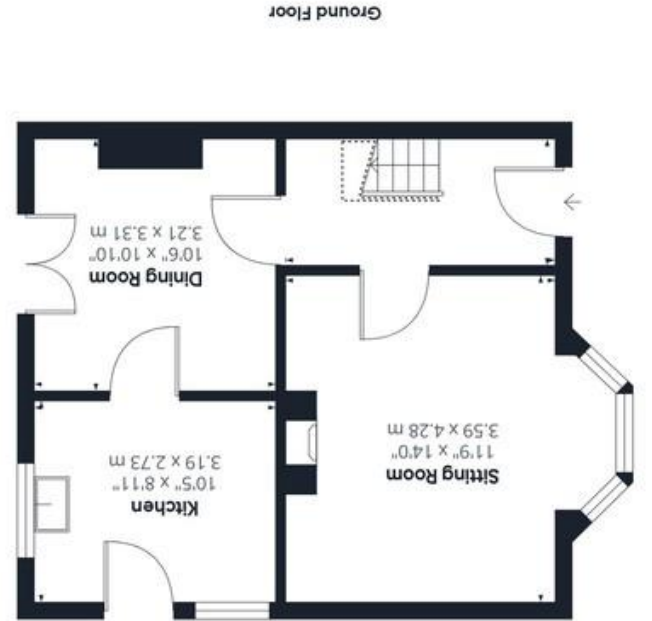 Kitchen
10'5" x 8'11"
3.19 x 2.73 m
Sitting Room
11'9" x 14'0"
3.59 x 4.28 m
Dining Room
10'6" x 10'10"
3.21 x 3.31 m
Ground Floor